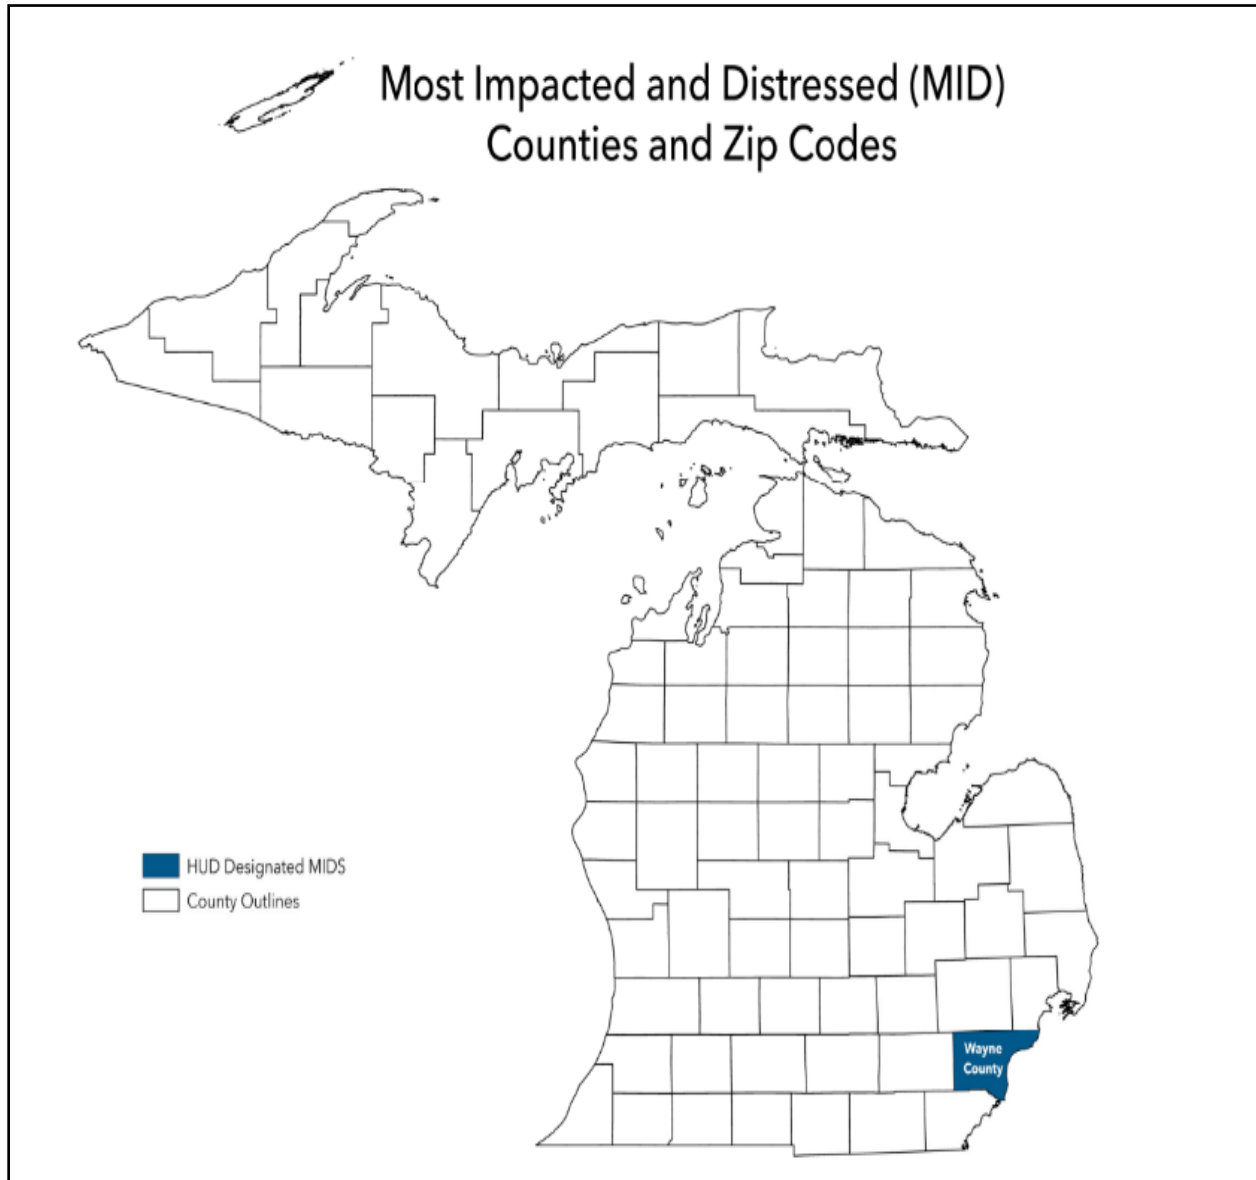 Most Impacted and Distressed (MID)
Counties and Zip Codes
HUD Designated MIDS
County Outlines
Wayne
County